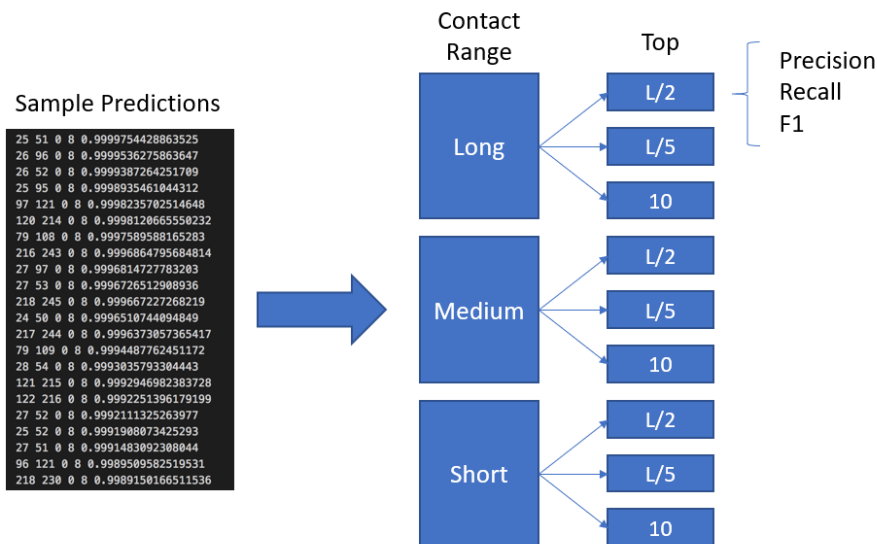 Sample Predictions
25 51 0 8 0.9999754428863525
26 96 0 8 0.9999536275863647
26 52 0 8 0.9999387264251709
25 95 0 8 0.9998935461044312
97 121 0 8 0.9998235702514648
120 214 0 8 0.9998120665550232
79 108 0 8 0.9997589588165283
216 243 0 8 0.9996864795684814
27 97 0 8 0.9996814727783203
27 53 0 8 0.9996726512908936
218 245 0 8 0.999667227268219
24 50 0 8 0.9996510744094849
217 244 0 8 0.9996373057365417
79 109 0 8 0.9994487762451172
28 54 0 8 0.9993035793304443
121 215 0 8 0.9992946982383728
122 216 0 8 0.9992251396179199
27 52 0 8 0.9992111325263977
25 52 0 8 0.9991908073425293
27 51 0 8 0.9991483092308044
96 121 0 8 0.9989509582519531
218 230 0 8 0.9989150166511536
Contact
Range
Top
Long
L/2
L/5
10
Precision
Recall
F1
Medium
L/2
L/5
10
Short
L/2
L/5
10